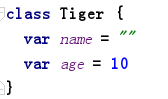 class Tiger {
var name = ""
var age = 10
}